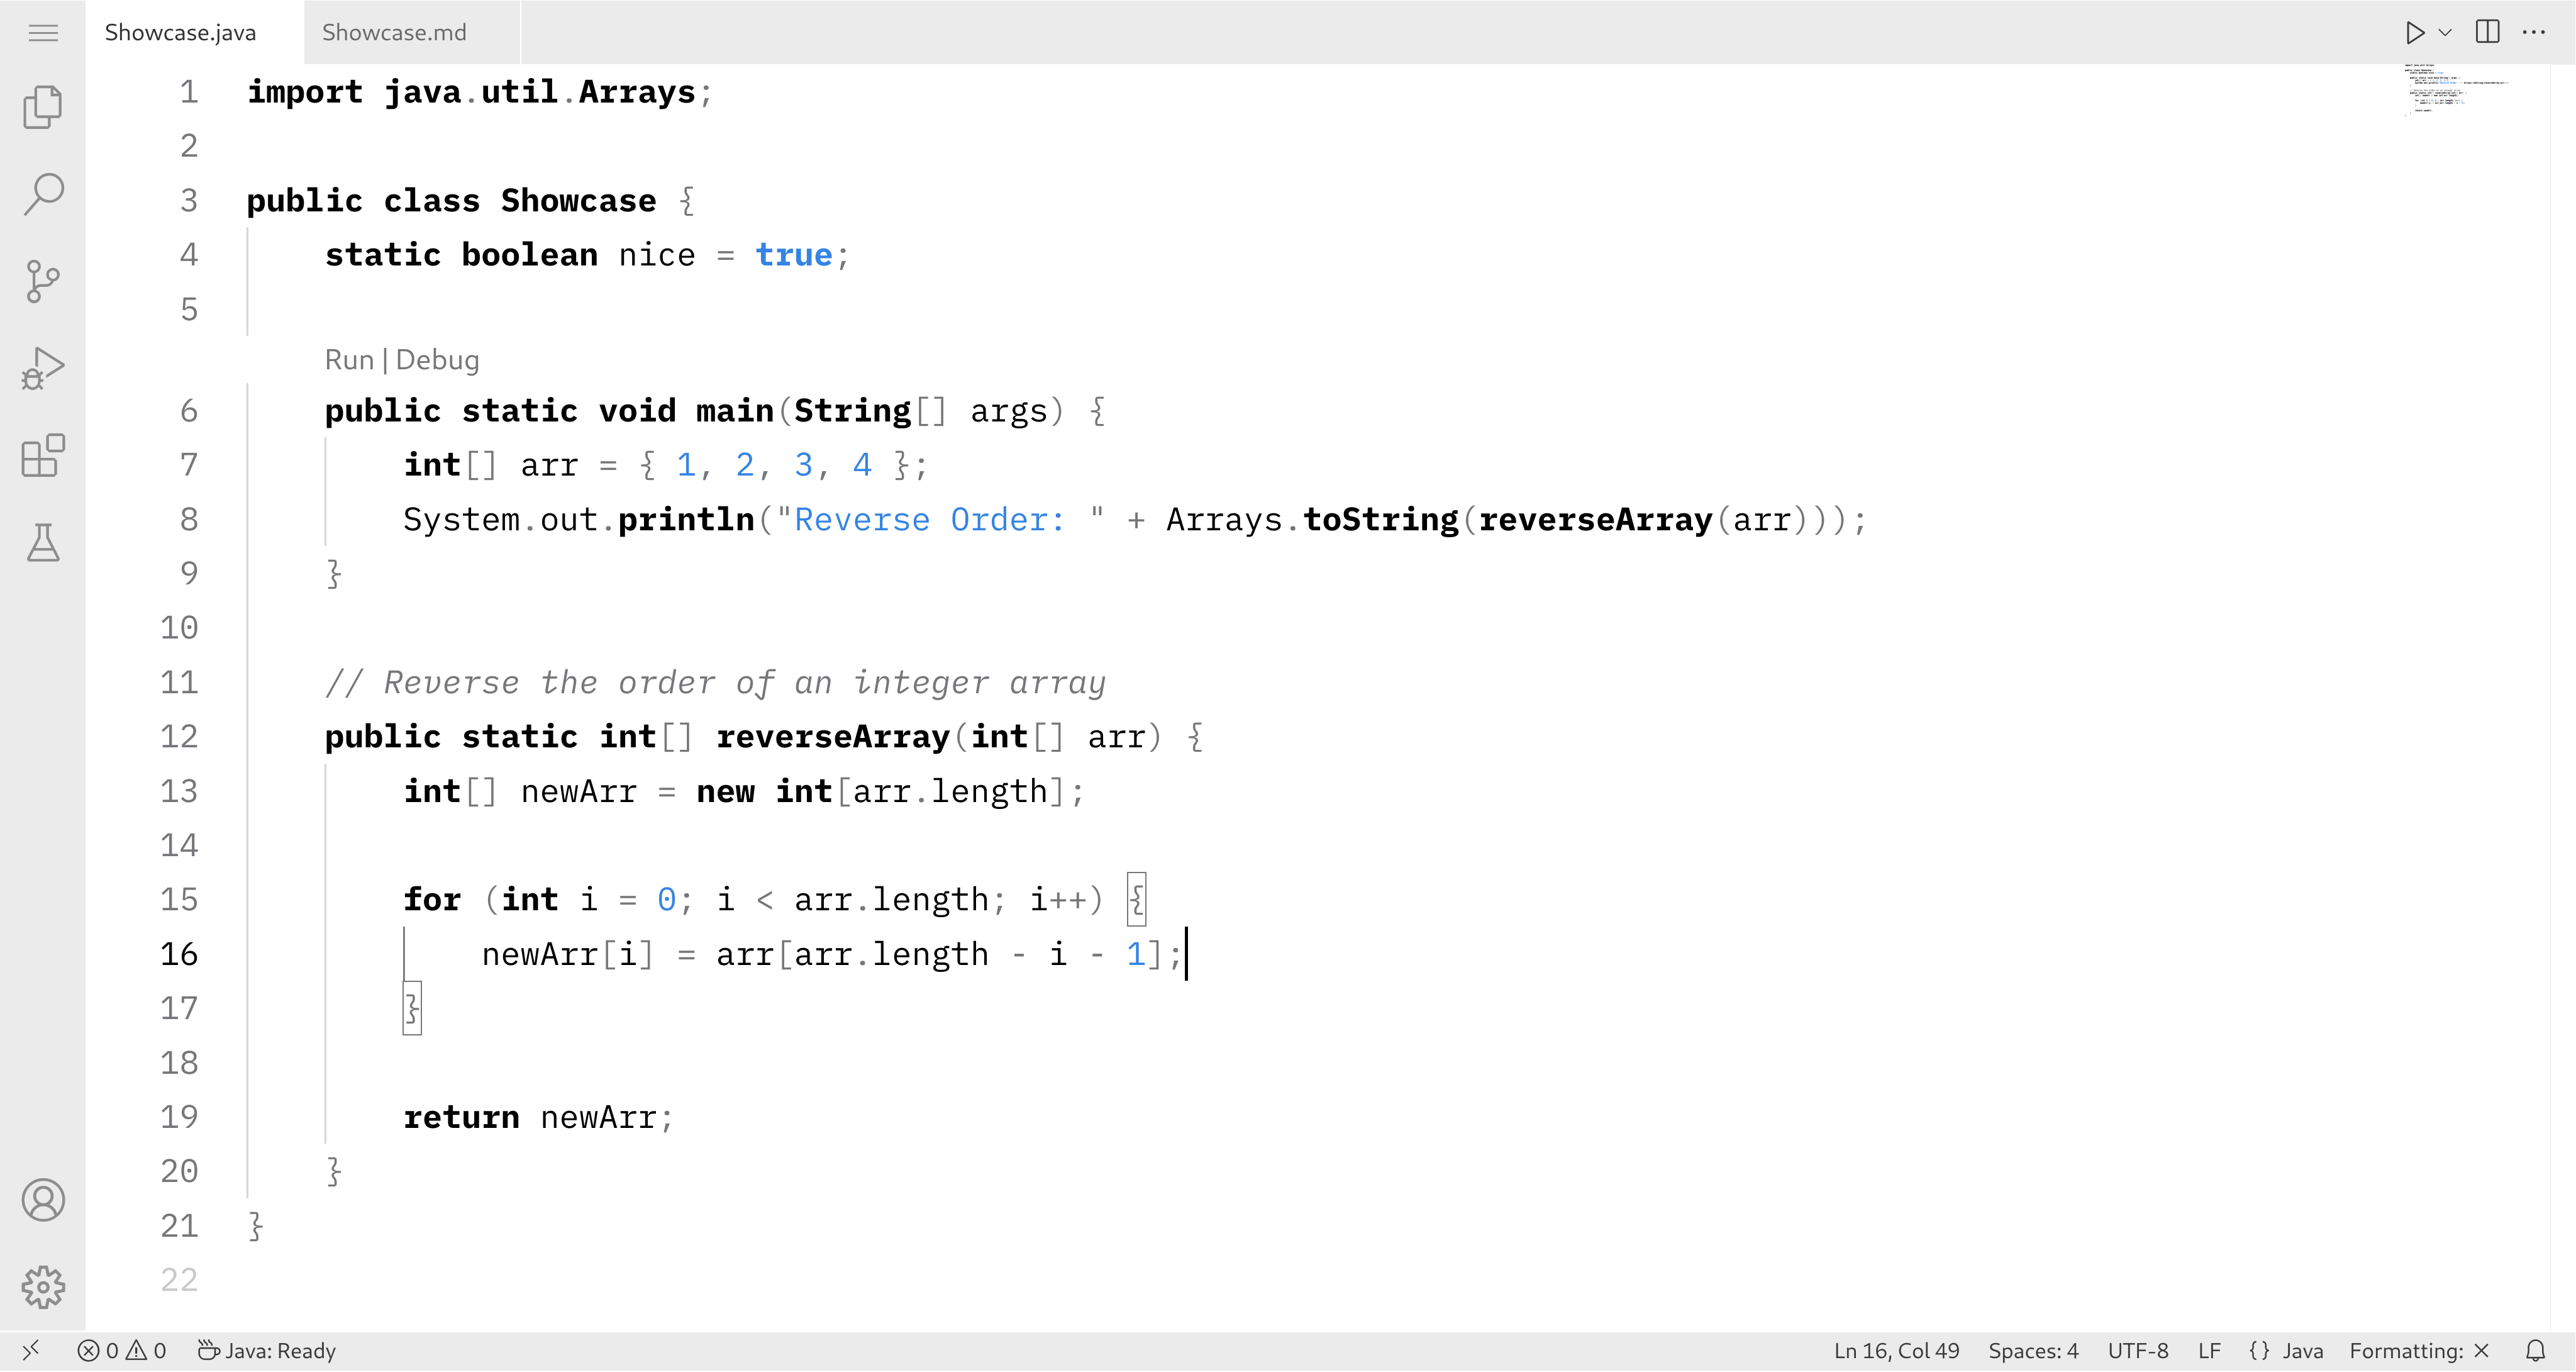 Showcase.java Showcase.md
1 import java.util.Arrays;
2
3 public class Showcase {
4     static boolean nice = true;
5
Run | Debug
6     public static void main(String[] args) {
7         int[] arr = { 1, 2, 3, 4 };
8         System.out.println("Reverse Order: " + Arrays.toString(reverseArray(arr)));
9     }
10
11     // Reverse the order of an integer array
12     public static int[] reverseArray(int[] arr) {
13         int[] newArr = new int[arr.length];
14
15         for (int i = 0; i < arr.length; i++) {
16             newArr[i] = arr[arr.length - i - 1];
17         }
18
19         return newArr;
20     }
21 }
22
0 0 Java: Ready Ln 16, Col 49 Spaces: 4 UTF-8 LF {} Java Formatting: ×